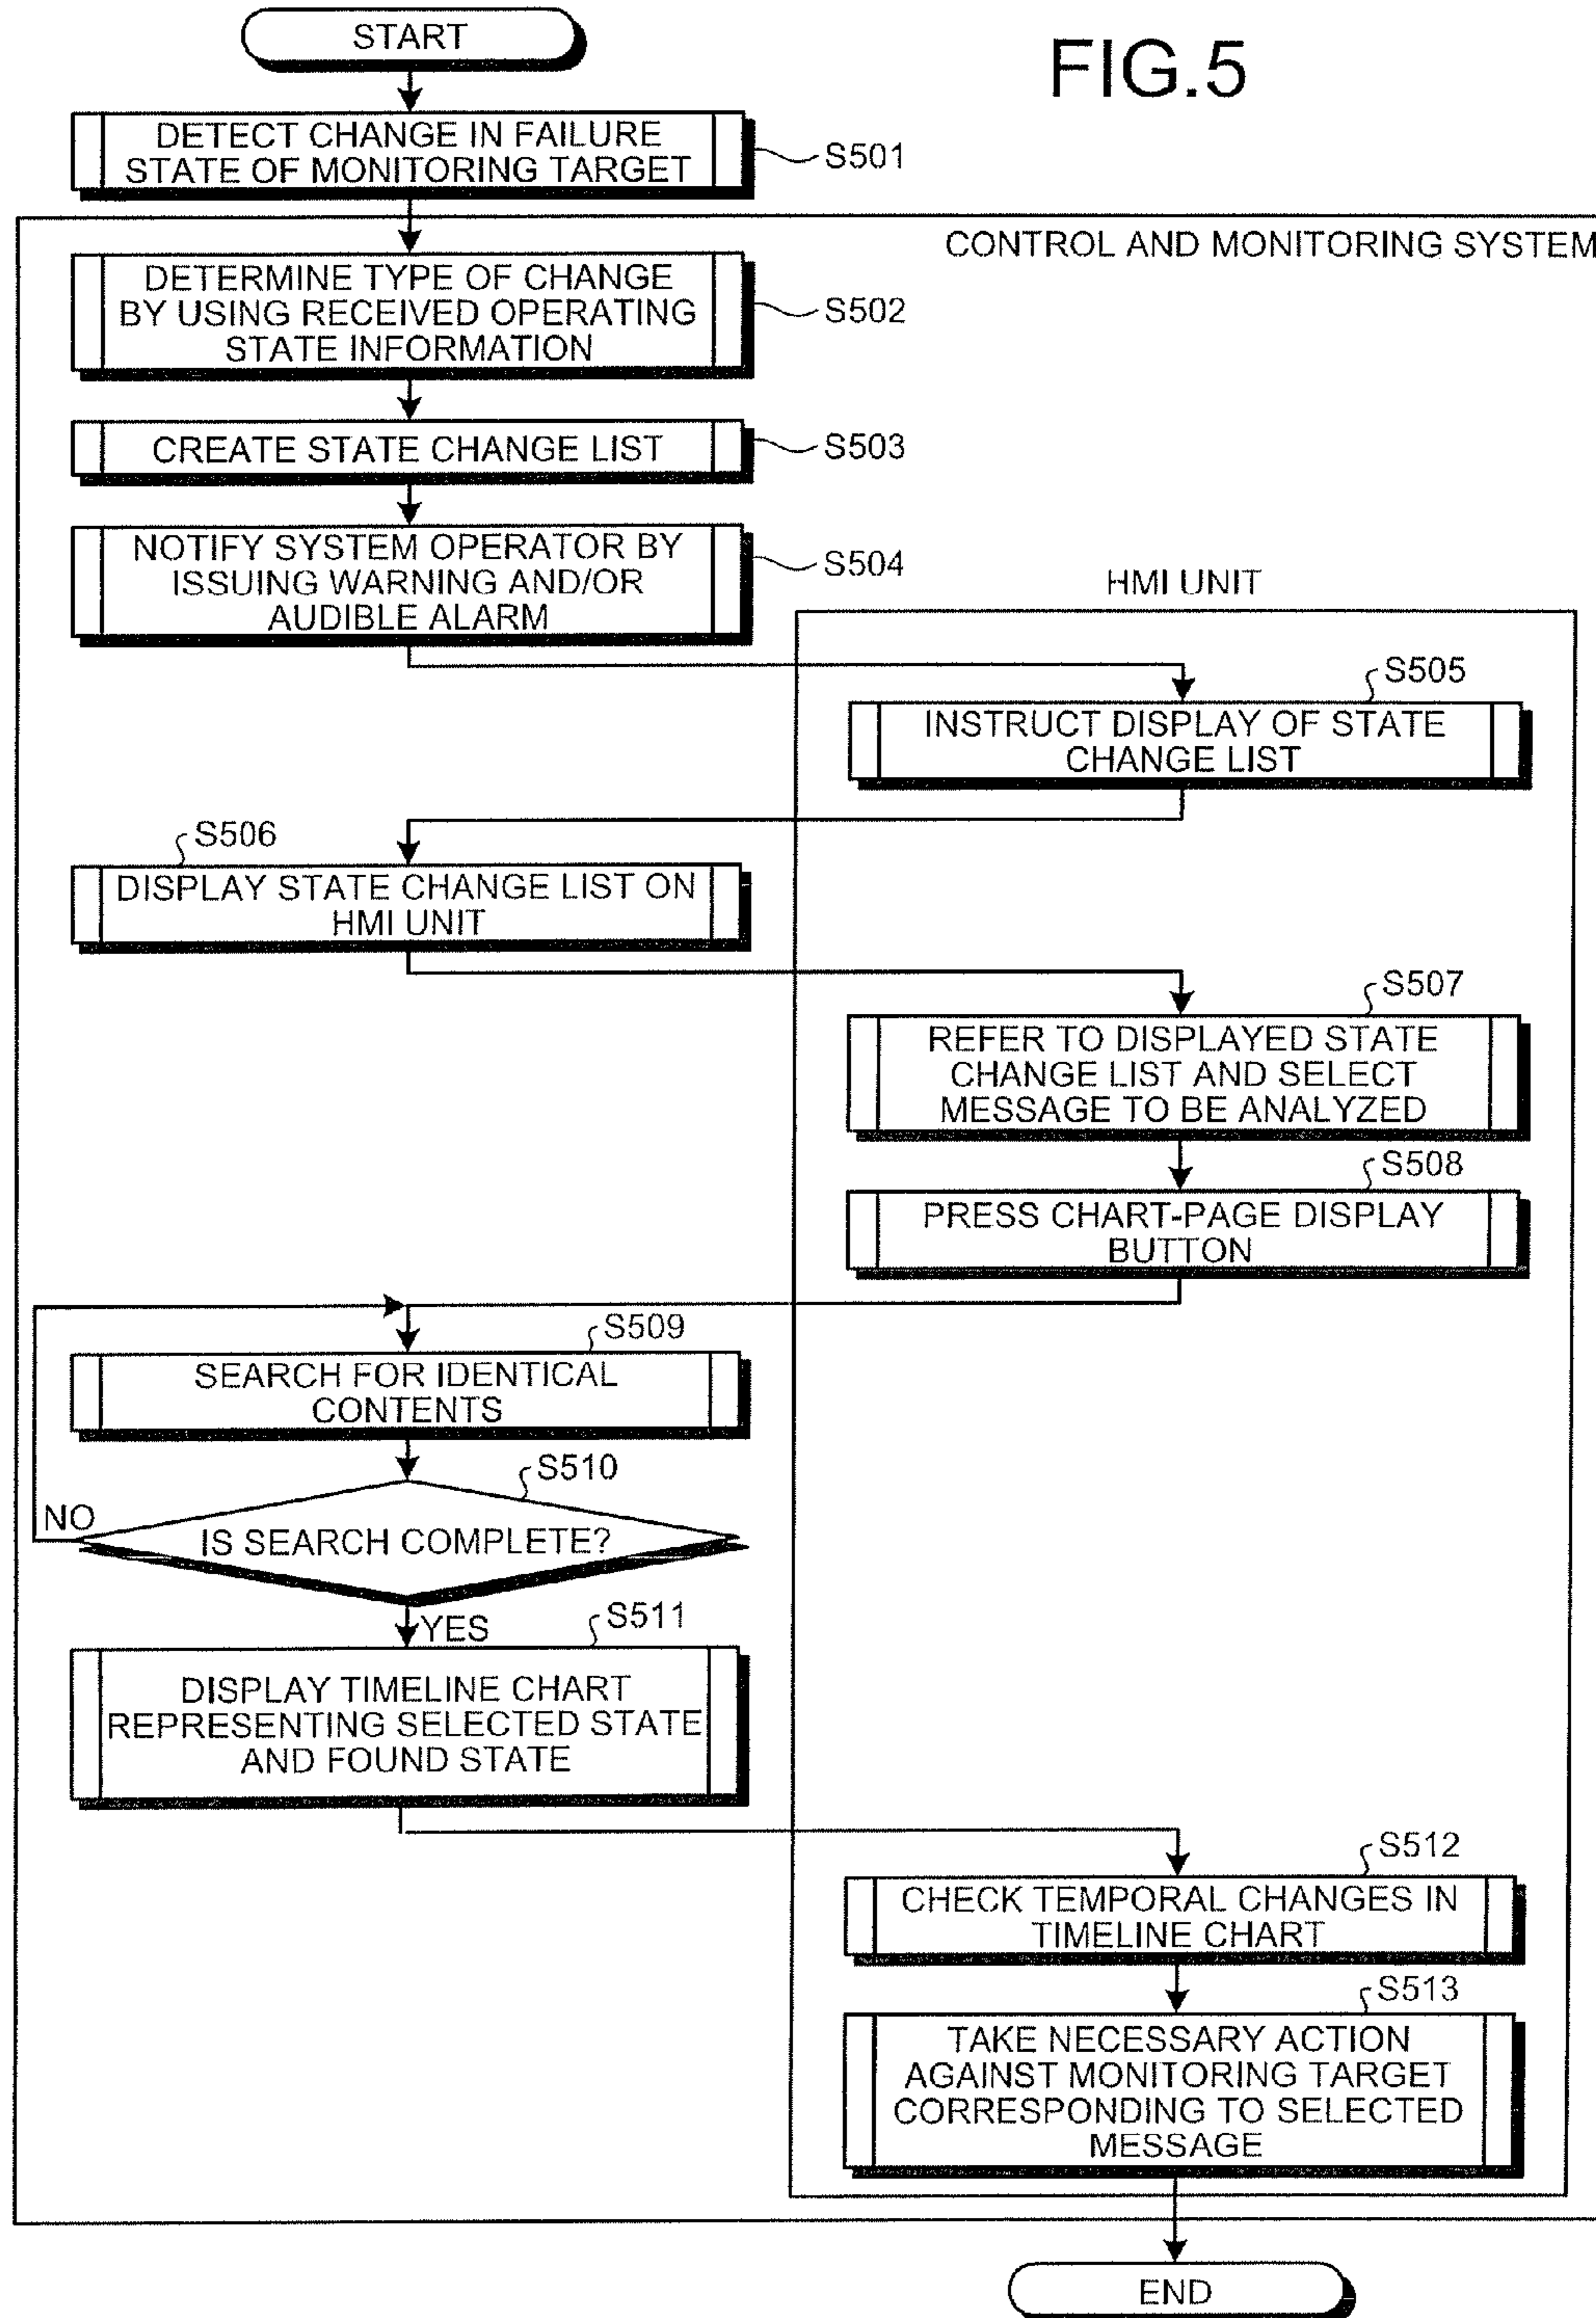 START
FIG.5
DETECT CHANGE IN FAILURE
STATE OF MONITORING TARGET
S501
CONTROL AND MONITORING SYSTEM
DETERMINE TYPE OF CHANGE
BY USING RECEIVED OPERATING
STATE INFORMATION
S502
CREATE STATE CHANGE LIST
S503
NOTIFY SYSTEM OPERATOR BY
ISSUING WARNING AND/OR
AUDIBLE ALARM
S504
HMI UNIT
S505
INSTRUCT DISPLAY OF STATE
CHANGE LIST
S506
DISPLAY STATE CHANGE LIST ON
HMI UNIT
S507
REFER TO DISPLAYED STATE
CHANGE LIST AND SELECT
MESSAGE TO BE ANALYZED
S508
PRESS CHART-PAGE DISPLAY
BUTTON
S509
SEARCH FOR IDENTICAL
CONTENTS
S510
NO
IS SEARCH COMPLETE?
YES
S511
DISPLAY TIMELINE CHART
REPRESENTING SELECTED STATE
AND FOUND STATE
S512
CHECK TEMPORAL CHANGES IN
TIMELINE CHART
S513
TAKE NECESSARY ACTION
AGAINST MONITORING TARGET
CORRESPONDING TO SELECTED
MESSAGE
END